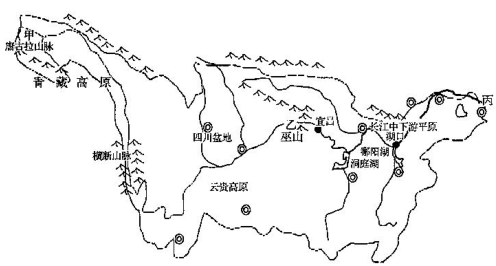 甲
唐古拉山脉
青藏高原
横断山脉
四川盆地
乙
巫山
宜昌
云贵高原
长江中下游平原
湖口
鄱阳湖
洞庭湖
丙